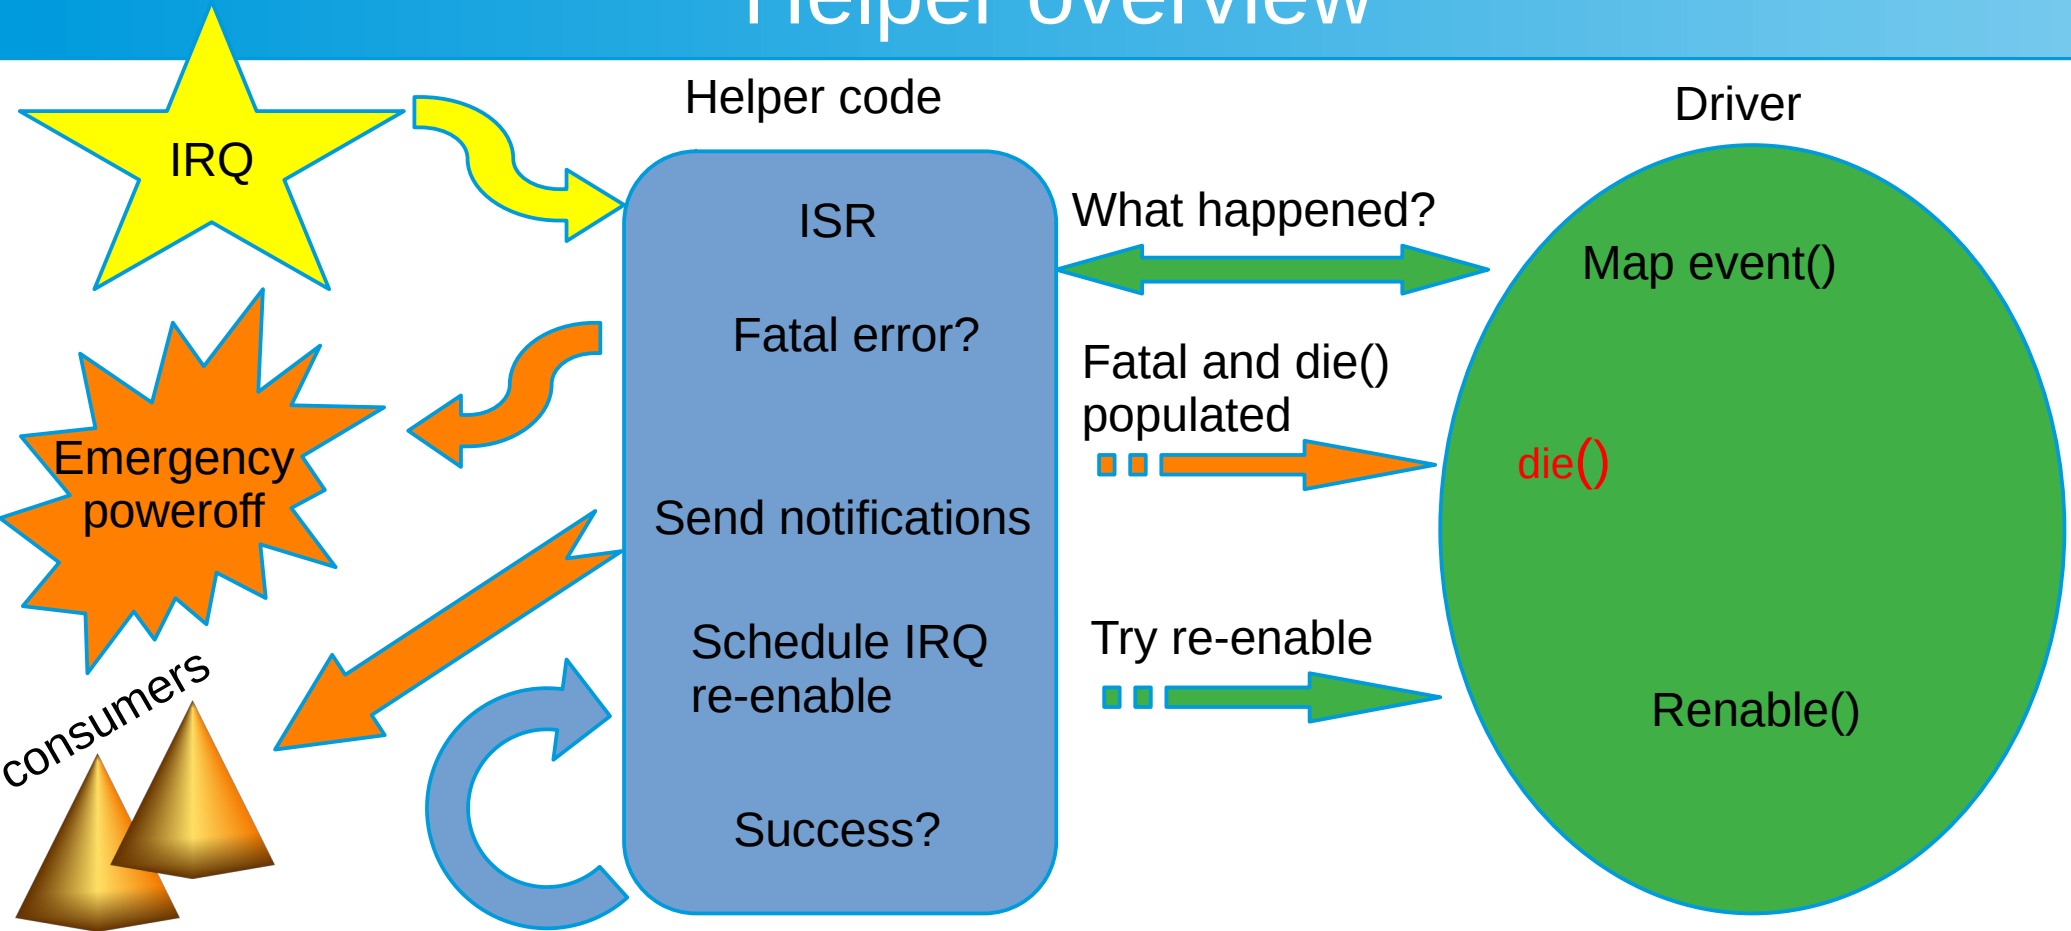 Helper overview
Helper code
Driver
IRQ
ISR
What happened?
Map event()
Fatal error?
Fatal and die()
populated
die()
Emergency
poweroff
Send notifications
Schedule IRQ
re-enable
Try re-enable
Renable()
consumers
Success?